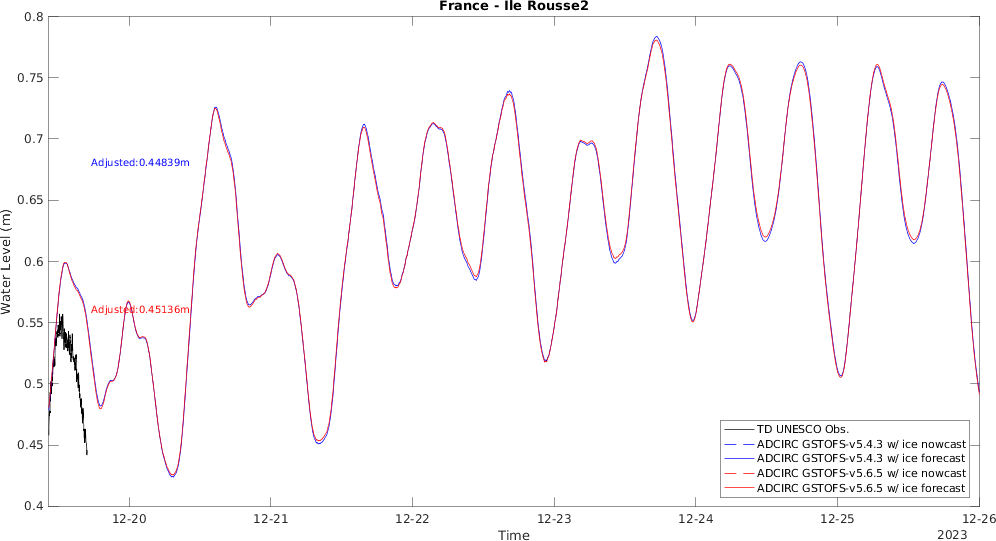 France - Ile Rousse2
0.8
0.75
0.7
0.65
0.6
0.55
0.5
0.45
0.4
Water Level (m)
Adjusted:0.44839m
Adjusted:0.45136m
TD UNESCO Obs.
ADCIRC GSTOFS-v5.4.3 w/ ice nowcast
ADCIRC GSTOFS-v5.4.3 w/ ice forecast
ADCIRC GSTOFS-v5.6.5 w/ ice nowcast
ADCIRC GSTOFS-v5.6.5 w/ ice forecast
12-20 12-21 12-22 12-23 12-24 12-25 12-26
Time
2023